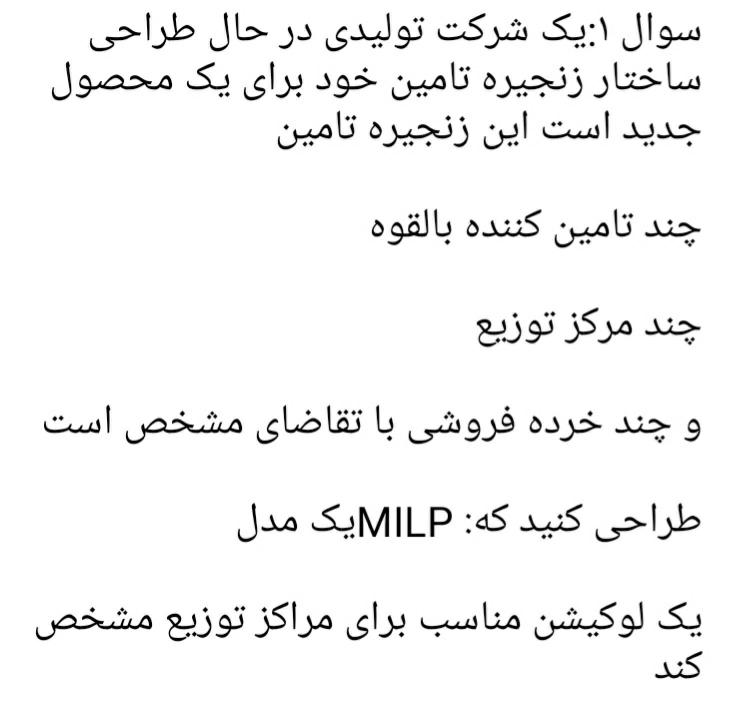 سوال ۱:یک شرکت تولیدی در حال طراحی
ساختار زنجیره تامین خود برای یک محصول
جدید است این زنجیره تامین
چند تامین کننده بالقوه
چند مرکز توزیع
و چند خرده فروشی با تقاضای مشخص است
طراحی کنید که: MILPیک مدل
یک لوکیشن مناسب برای مراکز توزیع مشخص
کند